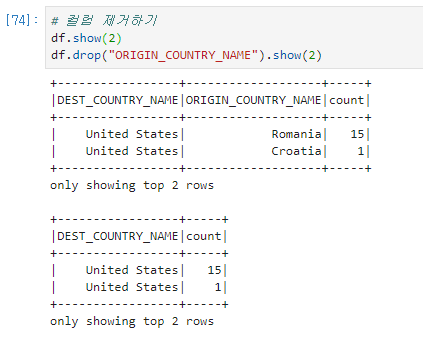 [74]: # 컬럼 제거하기
df.show(2)
df.drop("ORIGIN_COUNTRY_NAME").show(2)
+-----------------+-------------------+-----+
|DEST_COUNTRY_NAME|ORIGIN_COUNTRY_NAME|count|
+-----------------+-------------------+-----+
|    United States|            Romania|   15|
|    United States|            Croatia|    1|
+-----------------+-------------------+-----+
only showing top 2 rows
+-----------------+-----+
|DEST_COUNTRY_NAME|count|
+-----------------+-----+
|    United States|   15|
|    United States|    1|
+-----------------+-----+
only showing top 2 rows